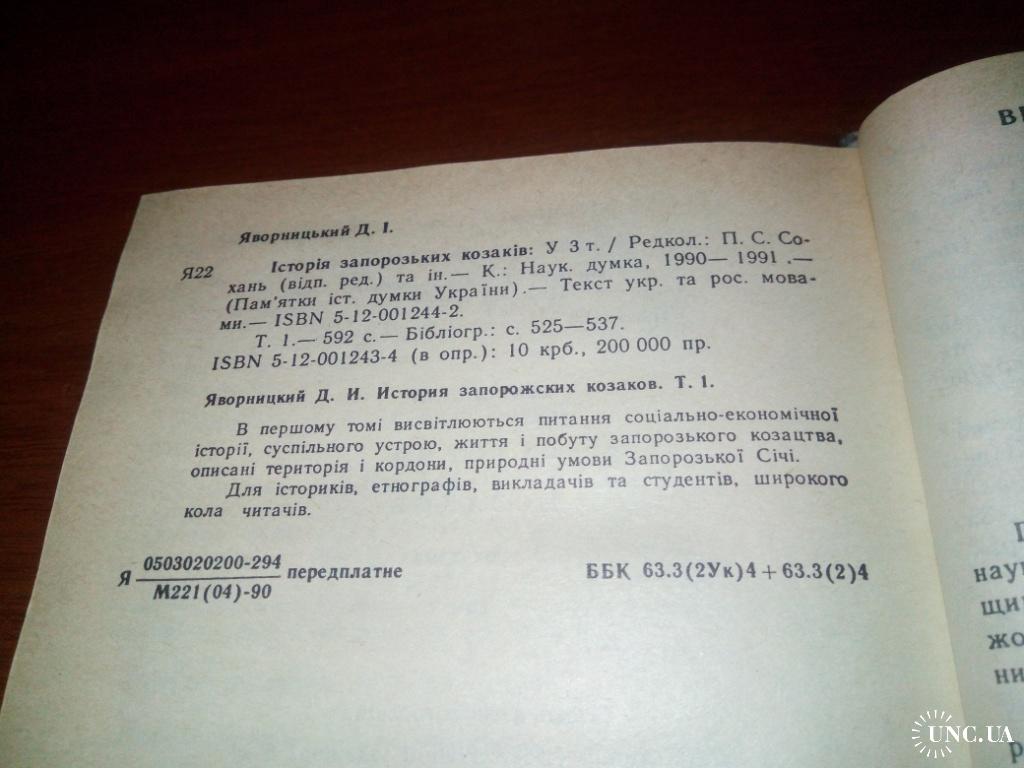 Яворницький Д. І.
Я22 Історія запорозьких козаків: У 3 т. / Редкол.: П. С. Со-
хань (відп. ред.) та ін.— К.: Наук. думка, 1990— 1991 .—
(Пам'ятки іст. думки України).— Текст укр. та рос. мова-
ми.— ISBN 5-12-001244-2.
Т. 1.— 592 с.— Бібліогр.: с. 525—537.
ISBN 5-12-001243-4 (в опр.): 10 крб., 200 000 пр.
Яворницкий Д. И. История запорожских козаков. Т. 1.
В першому томі висвітлюються питання соціально-економічної
історії, суспільного устрою, життя і побуту запорозького козацтва,
описані територія і кордони, природні умови Запорозької Січі.
Для істориків, етнографів, викладачів та студентів, широкого
кола читачів.
Я 0503020200-294 передплатне
М221(04)-90
ББК 63.3(2Ук)4 + 63.3(2)4
наук
щи
жо
ни
UNC.UA